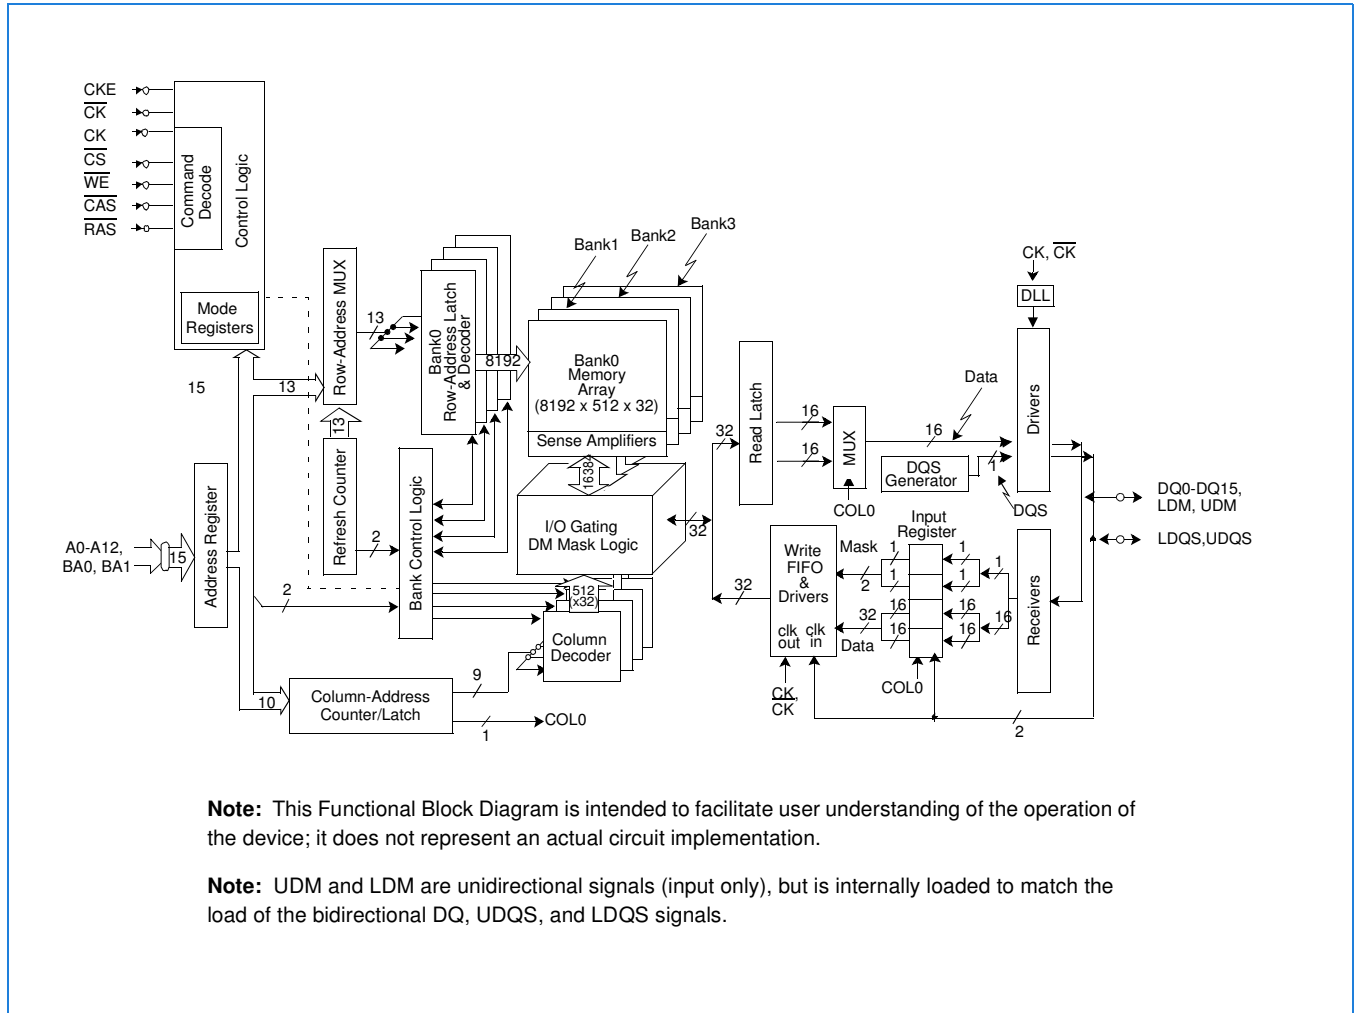 CKE
CK
CK
CS
WE
CAS
RAS
Command
Decode
Control Logic
Mode
Registers
15
13
Row-Address MUX
13
Refresh Counter
13
Bank0
Row-Address Latch
& Decoder
8192
Bank1
Bank2
Bank3
Bank0
Memory
Array
(8192 x 512 x 32)
Sense Amplifiers
16384
I/O Gating
DM Mask Logic
A0-A12,
BA0, BA1
15
Address Register
2
2
Bank Control Logic
512
(x32)
Column
Decoder
10
Column-Address
Counter/Latch
9
1
COL0
32
32
Read Latch
16
16
MUX
COL0
16
Data
DQS
Generator
1
DQS
CK, CK
DLL
Drivers
DQ0-DQ15,
LDM, UDM
LDQS,UDQS
32
Write
FIFO
&
Drivers
clk
out
clk
in
CK,
CK
Mask
1
1
2
32
16
16
Data
Input
Register
COL0
1
1
1
16
16
16
Receivers
2
Note: This Functional Block Diagram is intended to facilitate user understanding of the operation of
the device; it does not represent an actual circuit implementation.
Note: UDM and LDM are unidirectional signals (input only), but is internally loaded to match the
load of the bidirectional DQ, UDQS, and LDQS signals.